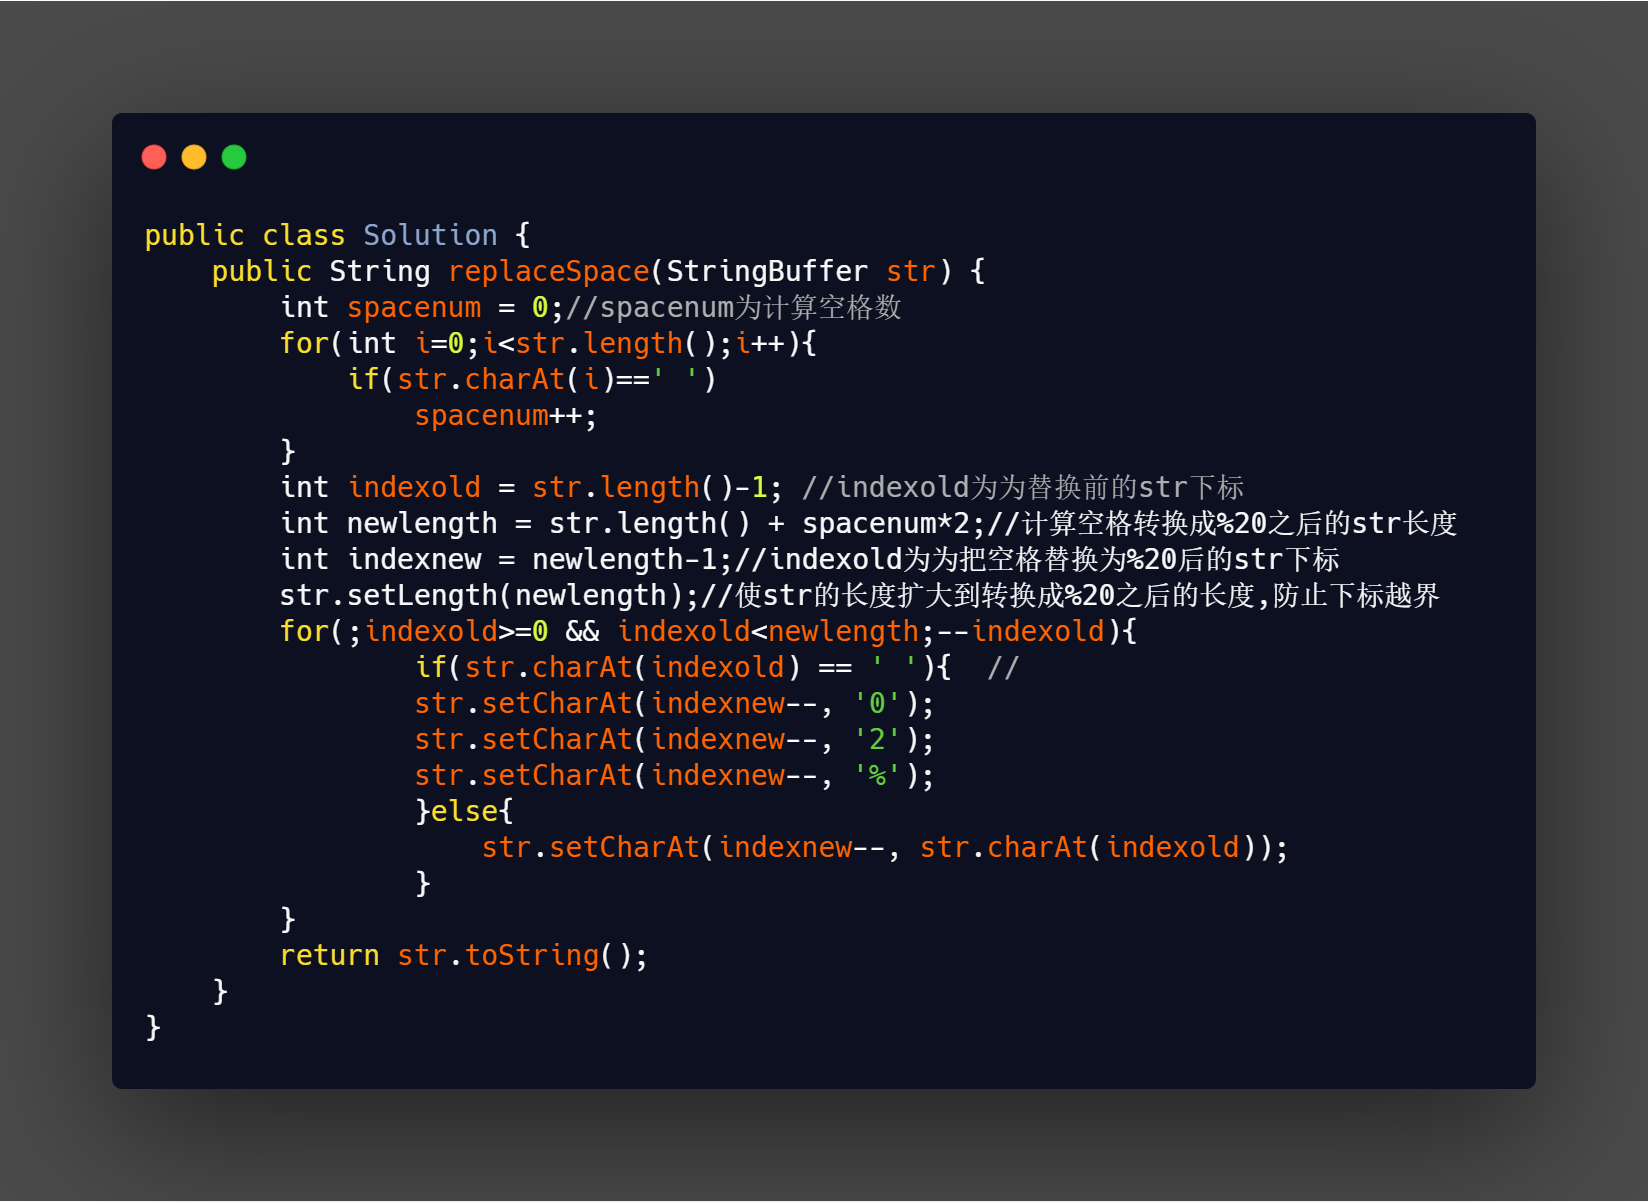 public class Solution {
    public String replaceSpace(StringBuffer str) {
        int spacenum = 0;//spacenum为计算空格数
        for(int i=0;i<str.length();i++){
            if(str.charAt(i)==' ')
                spacenum++;
        }
        int indexold = str.length()-1; //indexold为为替换前的str下标
        int newlength = str.length() + spacenum*2;//计算空格转换成%20之后的str长度
        int indexnew = newlength-1;//indexold为为把空格替换为%20后的str下标
        str.setLength(newlength);//使str的长度扩大到转换成%20之后的长度,防止下标越界
        for(;indexold>=0 && indexold<newlength;--indexold){
                if(str.charAt(indexold) == ' '){  //
                str.setCharAt(indexnew--, '0');
                str.setCharAt(indexnew--, '2');
                str.setCharAt(indexnew--, '%');
                }else{
                    str.setCharAt(indexnew--, str.charAt(indexold));
                }
        }
        return str.toString();
    }
}